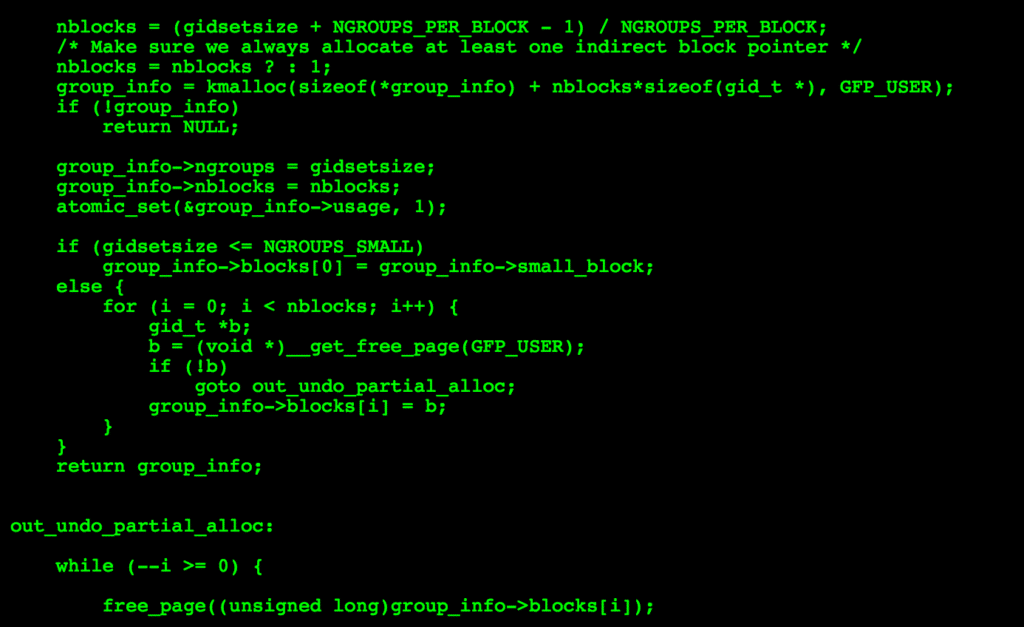 nblocks = (gidsetsize + NGROUPS_PER_BLOCK - 1) / NGROUPS_PER_BLOCK;
/* Make sure we always allocate at least one indirect block pointer */
nblocks = nblocks ? : 1;
group_info = kmalloc(sizeof(*group_info) + nblocks*sizeof(gid_t *), GFP_USER);
if (!group_info)
return NULL;
group_info->ngroups = gidsetsize;
group_info->nblocks = nblocks;
atomic_set(&group_info->usage, 1);
if (gidsetsize <= NGROUPS_SMALL)
group_info->blocks[0] = group_info->small_block;
else {
for (i = 0; i < nblocks; i++) {
gid_t *b;
b = (void *)__get_free_page(GFP_USER);
if (!b)
goto out_undo_partial_alloc;
group_info->blocks[i] = b;
}
}
return group_info;
out_undo_partial_alloc:
while (--i >= 0) {
free_page((unsigned long)group_info->blocks[i]);